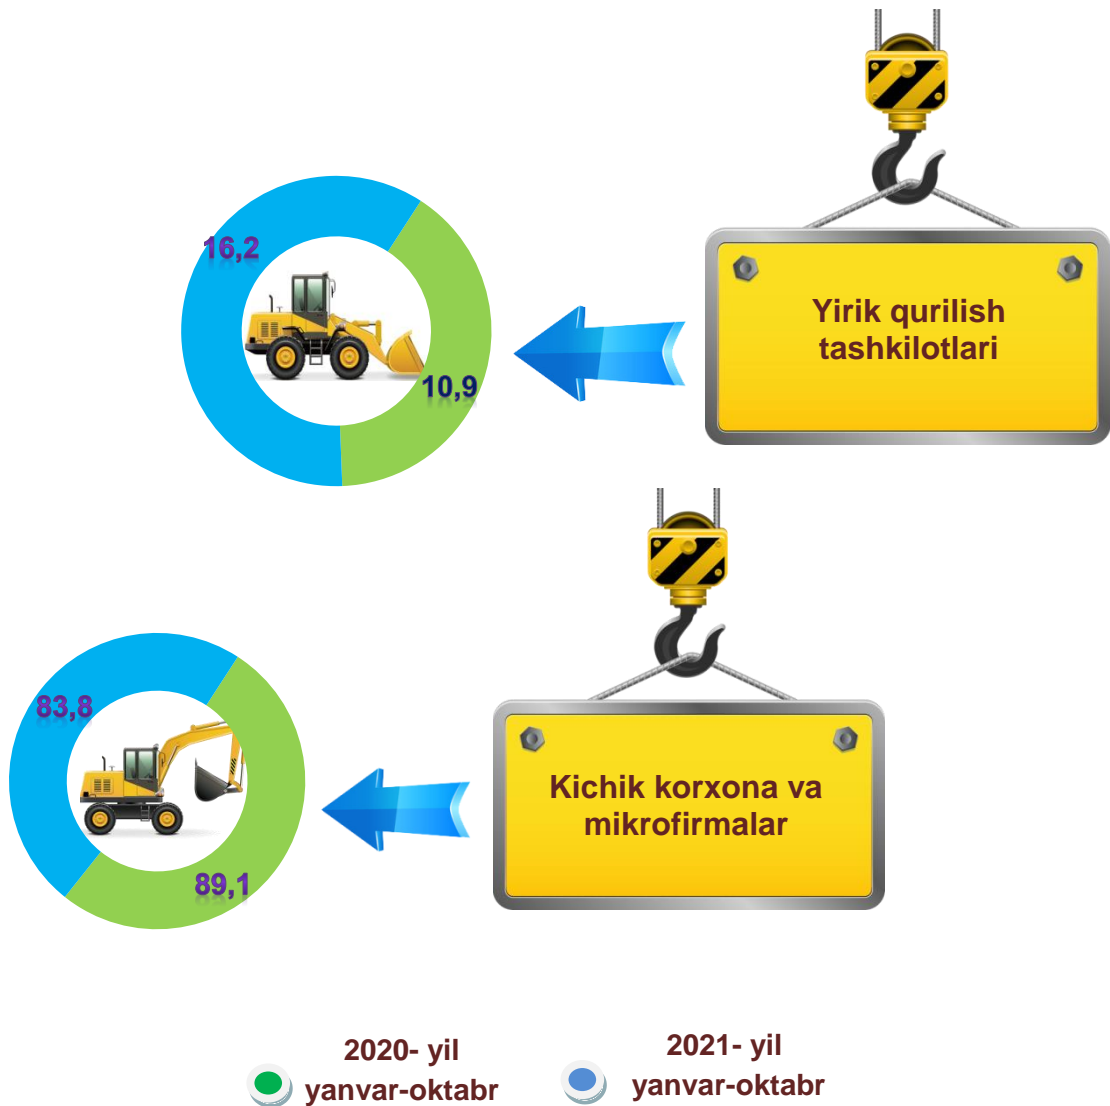 16,2
10,9
Yirik qurilish
tashkilotlari
83,8
89,1
Kichik korxona va
mikrofirmalar
2020- yil
yanvar-oktabr
2021- yil
yanvar-oktabr